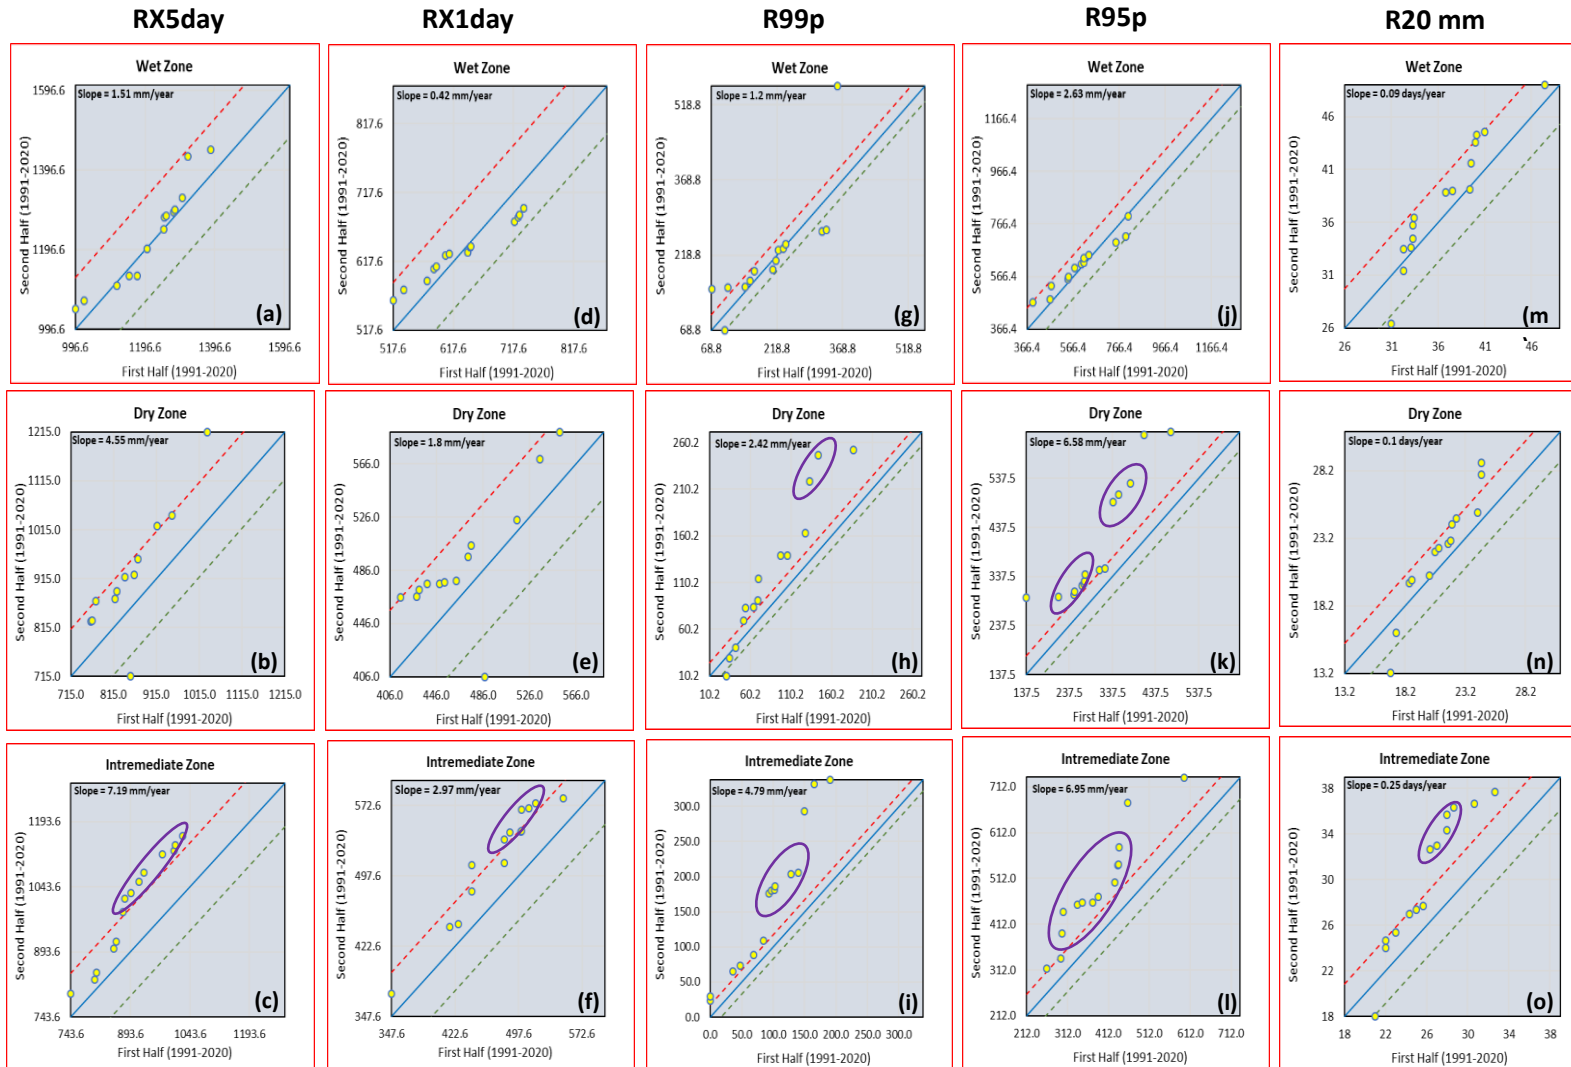 RX5day RX1day R99p R95p R20 mm
Wet Zone
Slope = 1.51 mm/year
Second Half (1991-2020)
1596.6
1396.6
1196.6
996.6
996.6 1196.6 1396.6 1596.6
First Half (1991-2020)
(a)
Wet Zone
Slope = 0.42 mm/year
Second Half (1991-2020)
817.6
717.6
617.6
517.6
517.6 617.6 717.6 817.6
First Half (1991-2020)
(d)
Wet Zone
Slope = 1.2 mm/year
Second Half (1991-2020)
518.8
368.8
218.8
68.8
68.8 218.8 368.8 518.8
First Half (1991-2020)
(g)
Wet Zone
Slope = 2.63 mm/year
Second Half (1991-2020)
1166.4
966.4
766.4
566.4
366.4
366.4 566.4 766.4 966.4 1166.4
First Half (1991-2020)
(j)
Wet Zone
Slope = 0.09 days/year
Second Half (1991-2020)
46
41
36
31
26
26 31 36 41 46
First Half (1991-2020)
(m
Dry Zone
Slope = 4.55 mm/year
Second Half (1991-2020)
1215.0
1115.0
1015.0
915.0
815.0
715.0
715.0 815.0 915.0 1015.0 1115.0 1215.0
First Half (1991-2020)
(b)
Dry Zone
Slope = 1.8 mm/year
Second Half (1991-2020)
566.0
526.0
486.0
446.0
406.0
406.0 446.0 486.0 526.0 566.0
First Half (1991-2020)
(e)
Dry Zone
Slope = 2.42 mm/year
Second Half (1991-2020)
260.2
210.2
160.2
110.2
60.2
10.2
10.2 60.2 110.2 160.2 210.2 260.2
First Half (1991-2020)
(h)
Dry Zone
Slope = 6.58 mm/year
Second Half (1991-2020)
537.5
437.5
337.5
237.5
137.5
137.5 237.5 337.5 437.5 537.5
First Half (1991-2020)
(k)
Dry Zone
Slope = 0.1 days/year
Second Half (1991-2020)
28.2
23.2
18.2
13.2
13.2 18.2 23.2 28.2
First Half (1991-2020)
(n)
Intremediate Zone
Slope = 7.19 mm/year
Second Half (1991-2020)
1193.6
1043.6
893.6
743.6
743.6 893.6 1043.6 1193.6
First Half (1991-2020)
(c)
Intremediate Zone
Slope = 2.97 mm/year
Second Half (1991-2020)
572.6
497.6
422.6
347.6
347.6 422.6 497.6 572.6
First Half (1991-2020)
(f)
Intremediate Zone
Slope = 4.79 mm/year
Second Half (1991-2020)
300.0
250.0
200.0
150.0
100.0
50.0
0.0
0.0 50.0 100.0 150.0 200.0 250.0 300.0
First Half (1991-2020)
(i)
Intremediate Zone
Slope = 6.95 mm/year
Second Half (1991-2020)
712.0
612.0
512.0
412.0
312.0
212.0
212.0 312.0 412.0 512.0 612.0 712.0
First Half (1991-2020)
(l)
Intremediate Zone
Slope = 0.25 days/year
Second Half (1991-2020)
38
34
30
26
22
18
18 22 26 30 34 38
First Half (1991-2020)
(o)